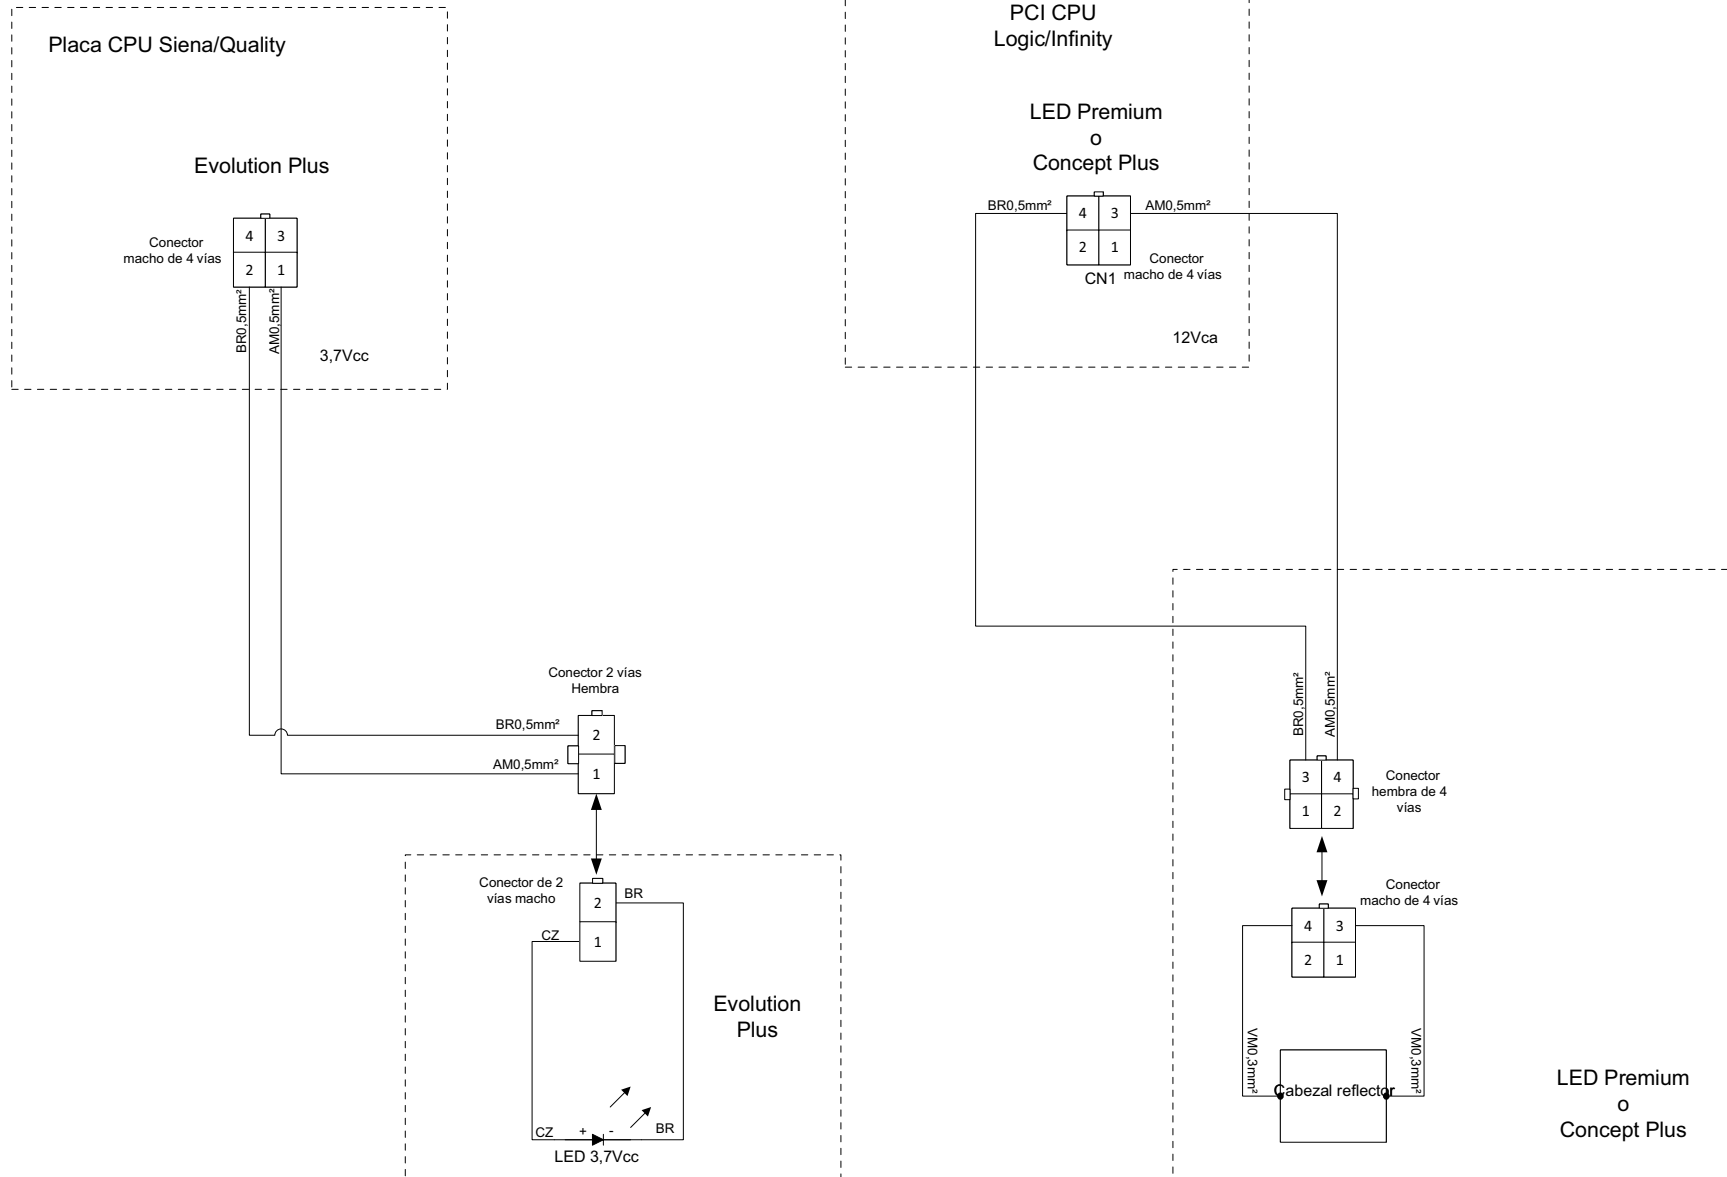 Placa CPU Siena/Quality
Evolution Plus
Conector
macho de 4 vías
4 3
2 1
BR0,5mm²
AM0,5mm²
3,7Vcc
PCI CPU
Logic/Infinity
LED Premium
o
Concept Plus
BR0,5mm²
4 3
AM0,5mm²
2 1
CN1
Conector
macho de 4 vías
12Vca
Conector 2 vías
Hembra
BR0,5mm²
2
AM0,5mm²
1
Conector de 2
vías macho
2
BR
CZ
1
Evolution
Plus
CZ
+ -
BR
LED 3,7Vcc
BR0,5mm²
AM0,5mm²
3 4
1 2
Conector
hembra de 4
vías
Conector
macho de 4 vías
4 3
2 1
VM0,3mm²
VM0,3mm²
Cabezal reflector
LED Premium
o
Concept Plus